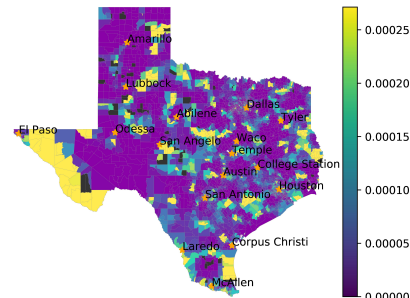 Amarillo
Lubbock
Dallas
Abilene
Tyler
El Paso
Odessa
Waco
San Angelo
Temple
College Station
Austin
Houston
San Antonio
Corpus Christi
Laredo
McAllen
0.00025
0.00020
0.00015
0.00010
0.00005
0.00000